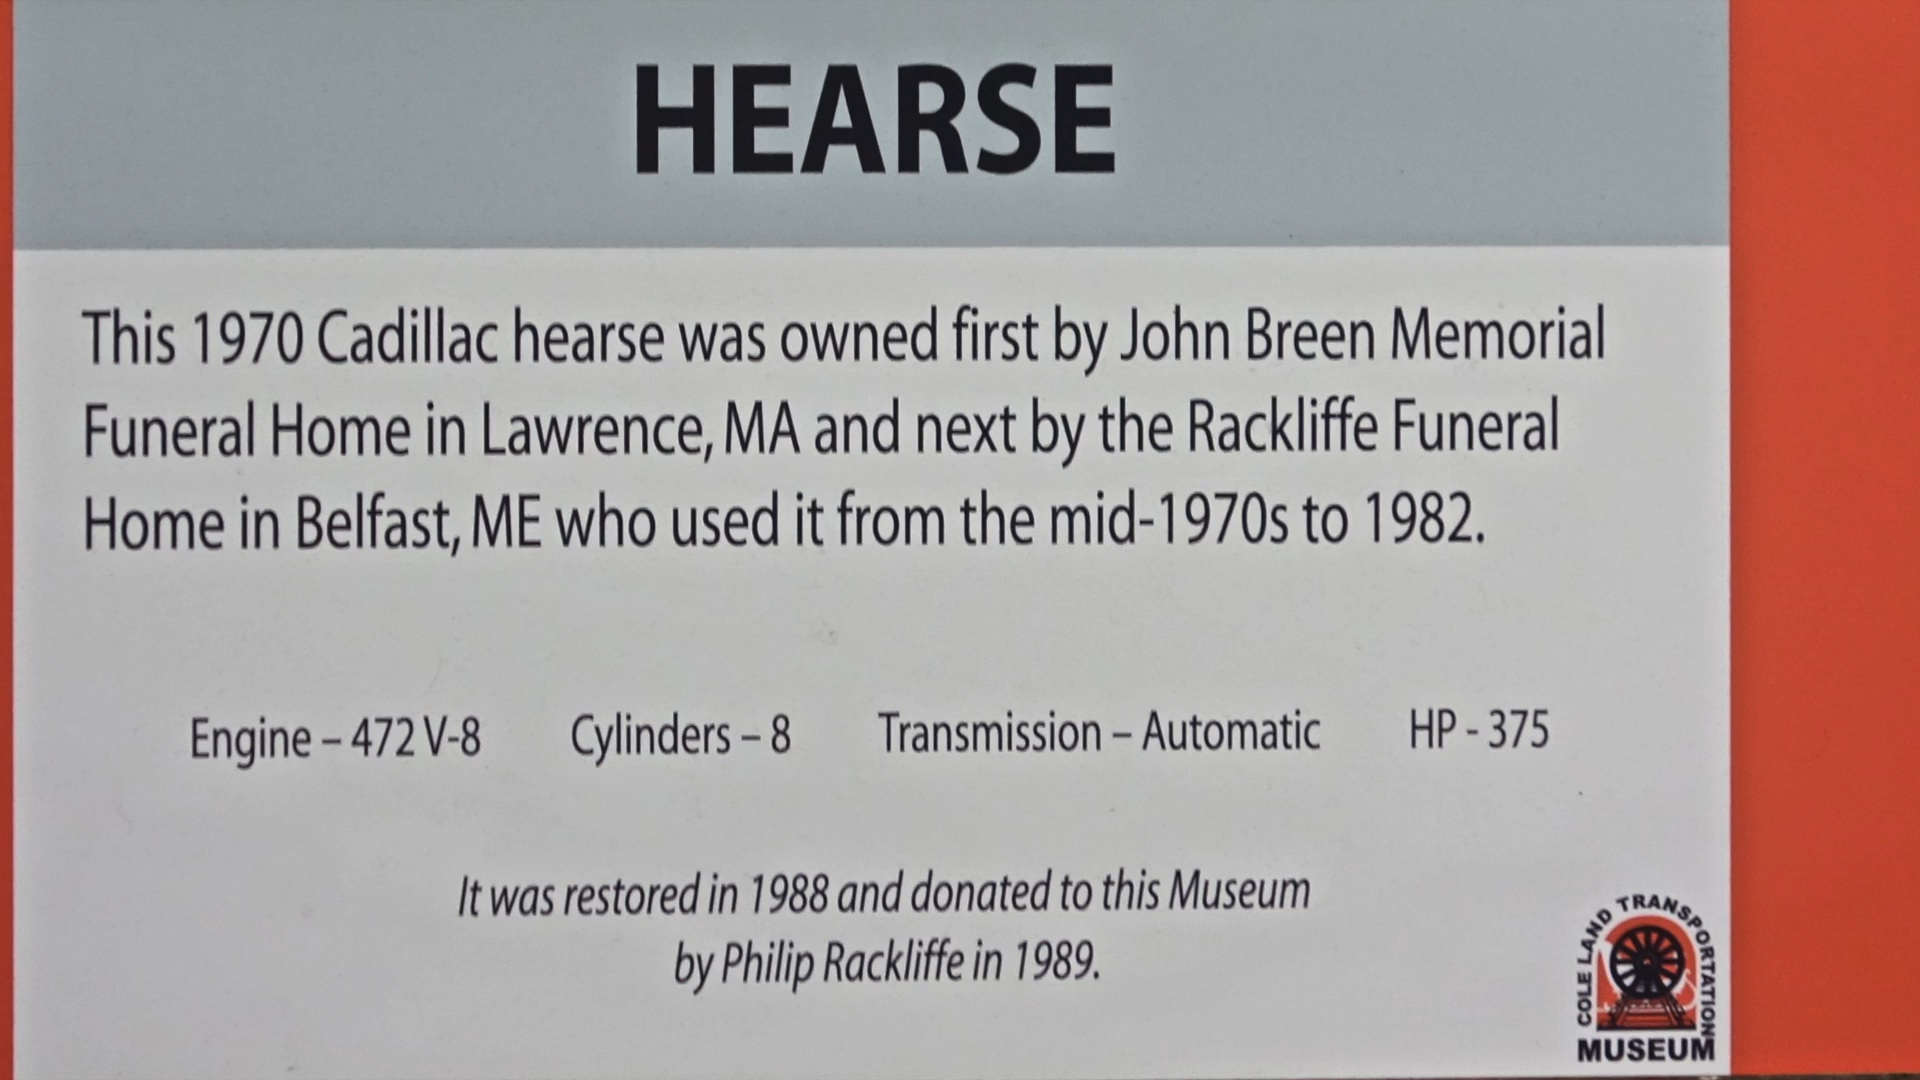 HEARSE
This 1970 Cadillac hearse was owned first by John Breen Memorial
Funeral Home in Lawrence, MA and next by the Rackliffe Funeral
Home in Belfast, ME who used it from the mid-1970s to 1982.
Engine – 472 V-8 Cylinders – 8 Transmission – Automatic HP - 375
It was restored in 1988 and donated to this Museum
by Philip Rackliffe in 1989.
COLE LAND TRANSPORTATION
MUSEUM